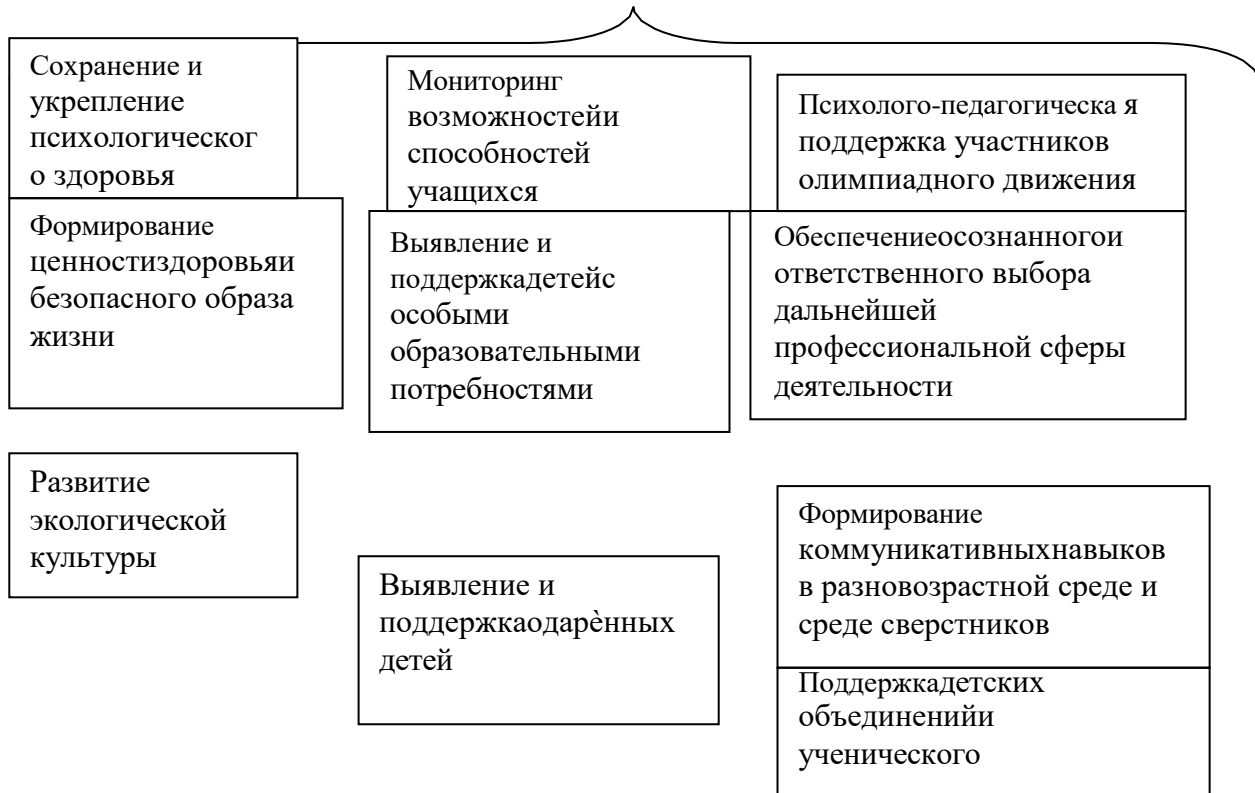 Сохранение и
укрепление
психологическог
о здоровья
Формирование
ценностиздоровьяи
безопасного образа
жизни
Развитие
экологической
культуры
Мониторинг
возможностейи
способностей
учащихся
Выявление и
поддержкадетейс
особыми
образовательными
потребностями
Выявление и
поддержкаодарѐнных
детей
Психолого-педагогическа я
поддержка участников
олимпиадного движения
Обеспечениеосознанногои
ответственного выбора
дальнейшей
профессиональной сферы
деятельности
Формирование
коммуникативныхнавыков
в разновозрастной среде и
среде сверстников
Поддержкадетских
объединенийи
ученического